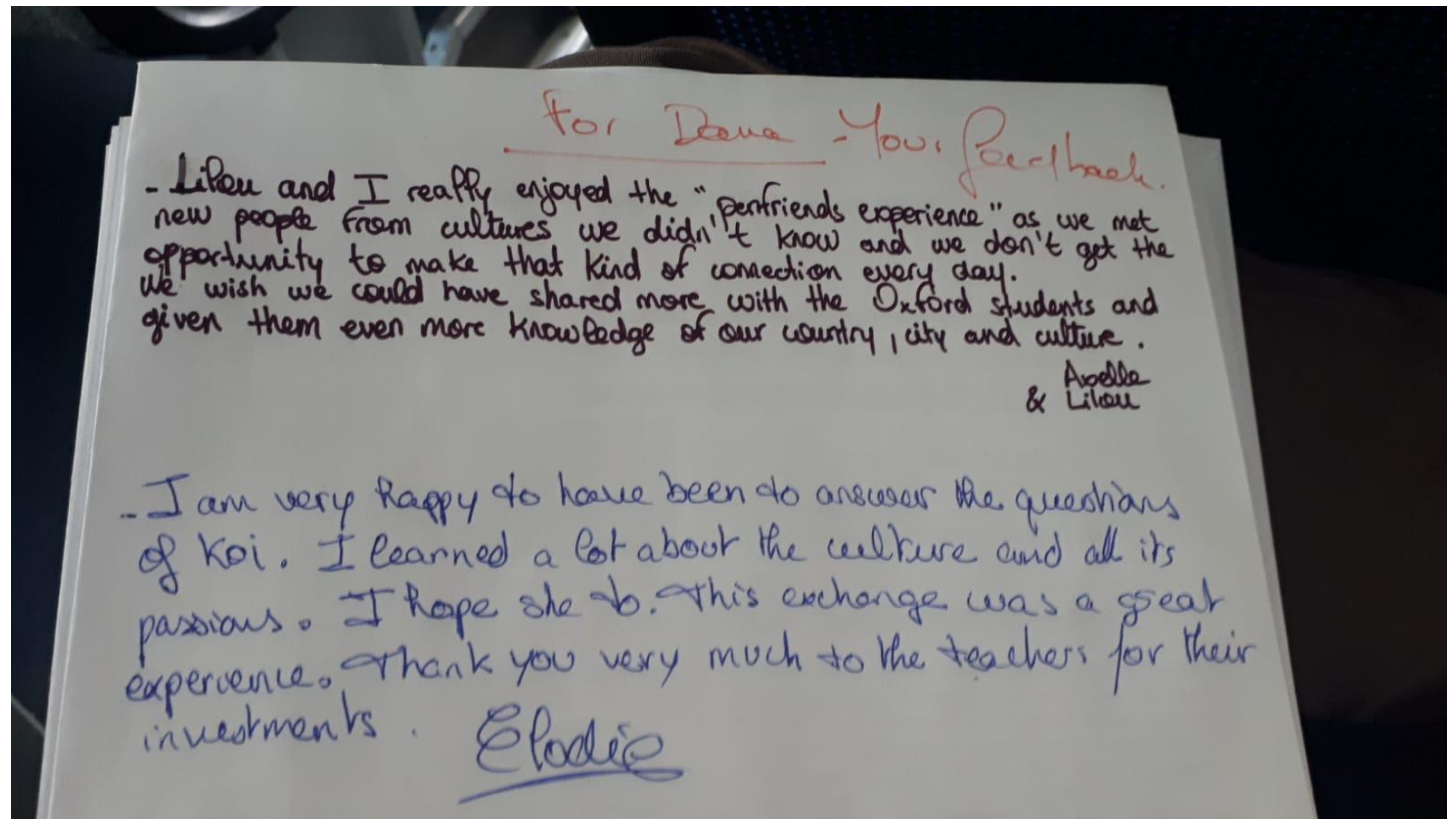 For Dana - Your feedback.
- Lilou and I really enjoyed the "penfriends experience" as we met
new people from cultures we didn't know and we don't get the
opportunity to make that kind of connection every day.
We wish we could have shared more with the Oxford students and
given them even more knowledge of our country, city and culture.
Axelle
& Lilou
- I am very happy to have been to answer the questions
of Koi. I learned a lot about the culture and all its
passions. I hope she to. This exchange was a great
experience. Thank you very much to the teachers for their
investments.
Elodie